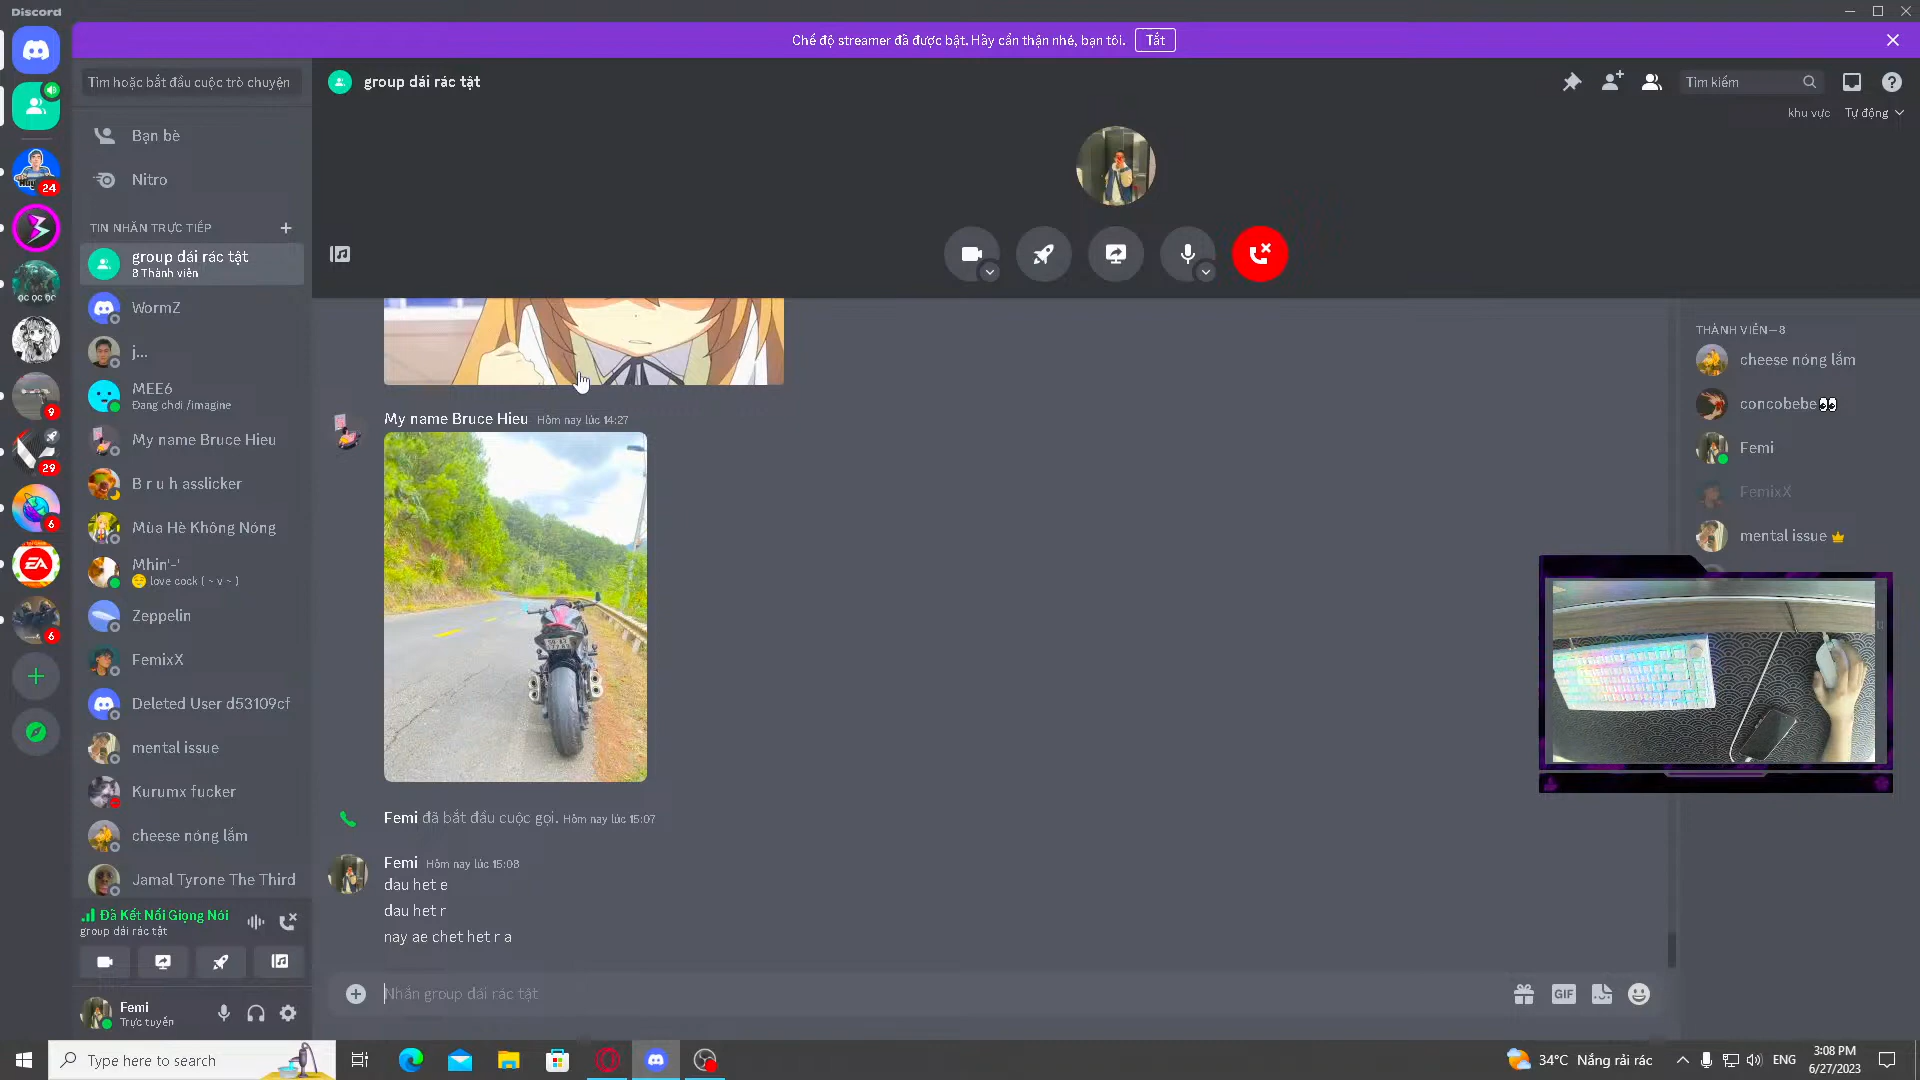 Discord
Chế độ streamer đã được bật. Hãy cẩn thận nhé, bạn tôi.
Tắt
Tìm hoặc bắt đầu cuộc trò chuyện
group dái rác tật
Tìm kiếm
khu vực
Tự động
Bạn bè
Nitro
TIN NHẮN TRỰC TIẾP
group dái rác tật
8 Thành viên
WormZ
j...
MEE6
Đang chơi /imagine
My name Bruce Hieu
B r u h asslicker
Mùa Hè Không Nóng
Mhin'-'
love cock ( ~ v ~ )
Zeppelin
FemixX
Deleted User d53109cf
mental issue
Kurumx fucker
cheese nóng lắm
Jamal Tyrone The Third
24
9
29
6
EA
6
My name Bruce Hieu
Hôm nay lúc 14:27
Femi đã bắt đầu cuộc gọi. Hôm nay lúc 15:07
Femi
Hôm nay lúc 15:08
dau het e
dau het r
nay ae chet het r a
THÀNH VIÊN—8
cheese nóng lắm
concobebe
Femi
FemixX
mental issue
Đã Kết Nối Giọng Nói
group dái rác tật
Femi
Trực tuyến
Nhắn group dái rác tật
GIF
Type here to search
34°C Nắng rải rác
ENG
3:08 PM
6/27/2023